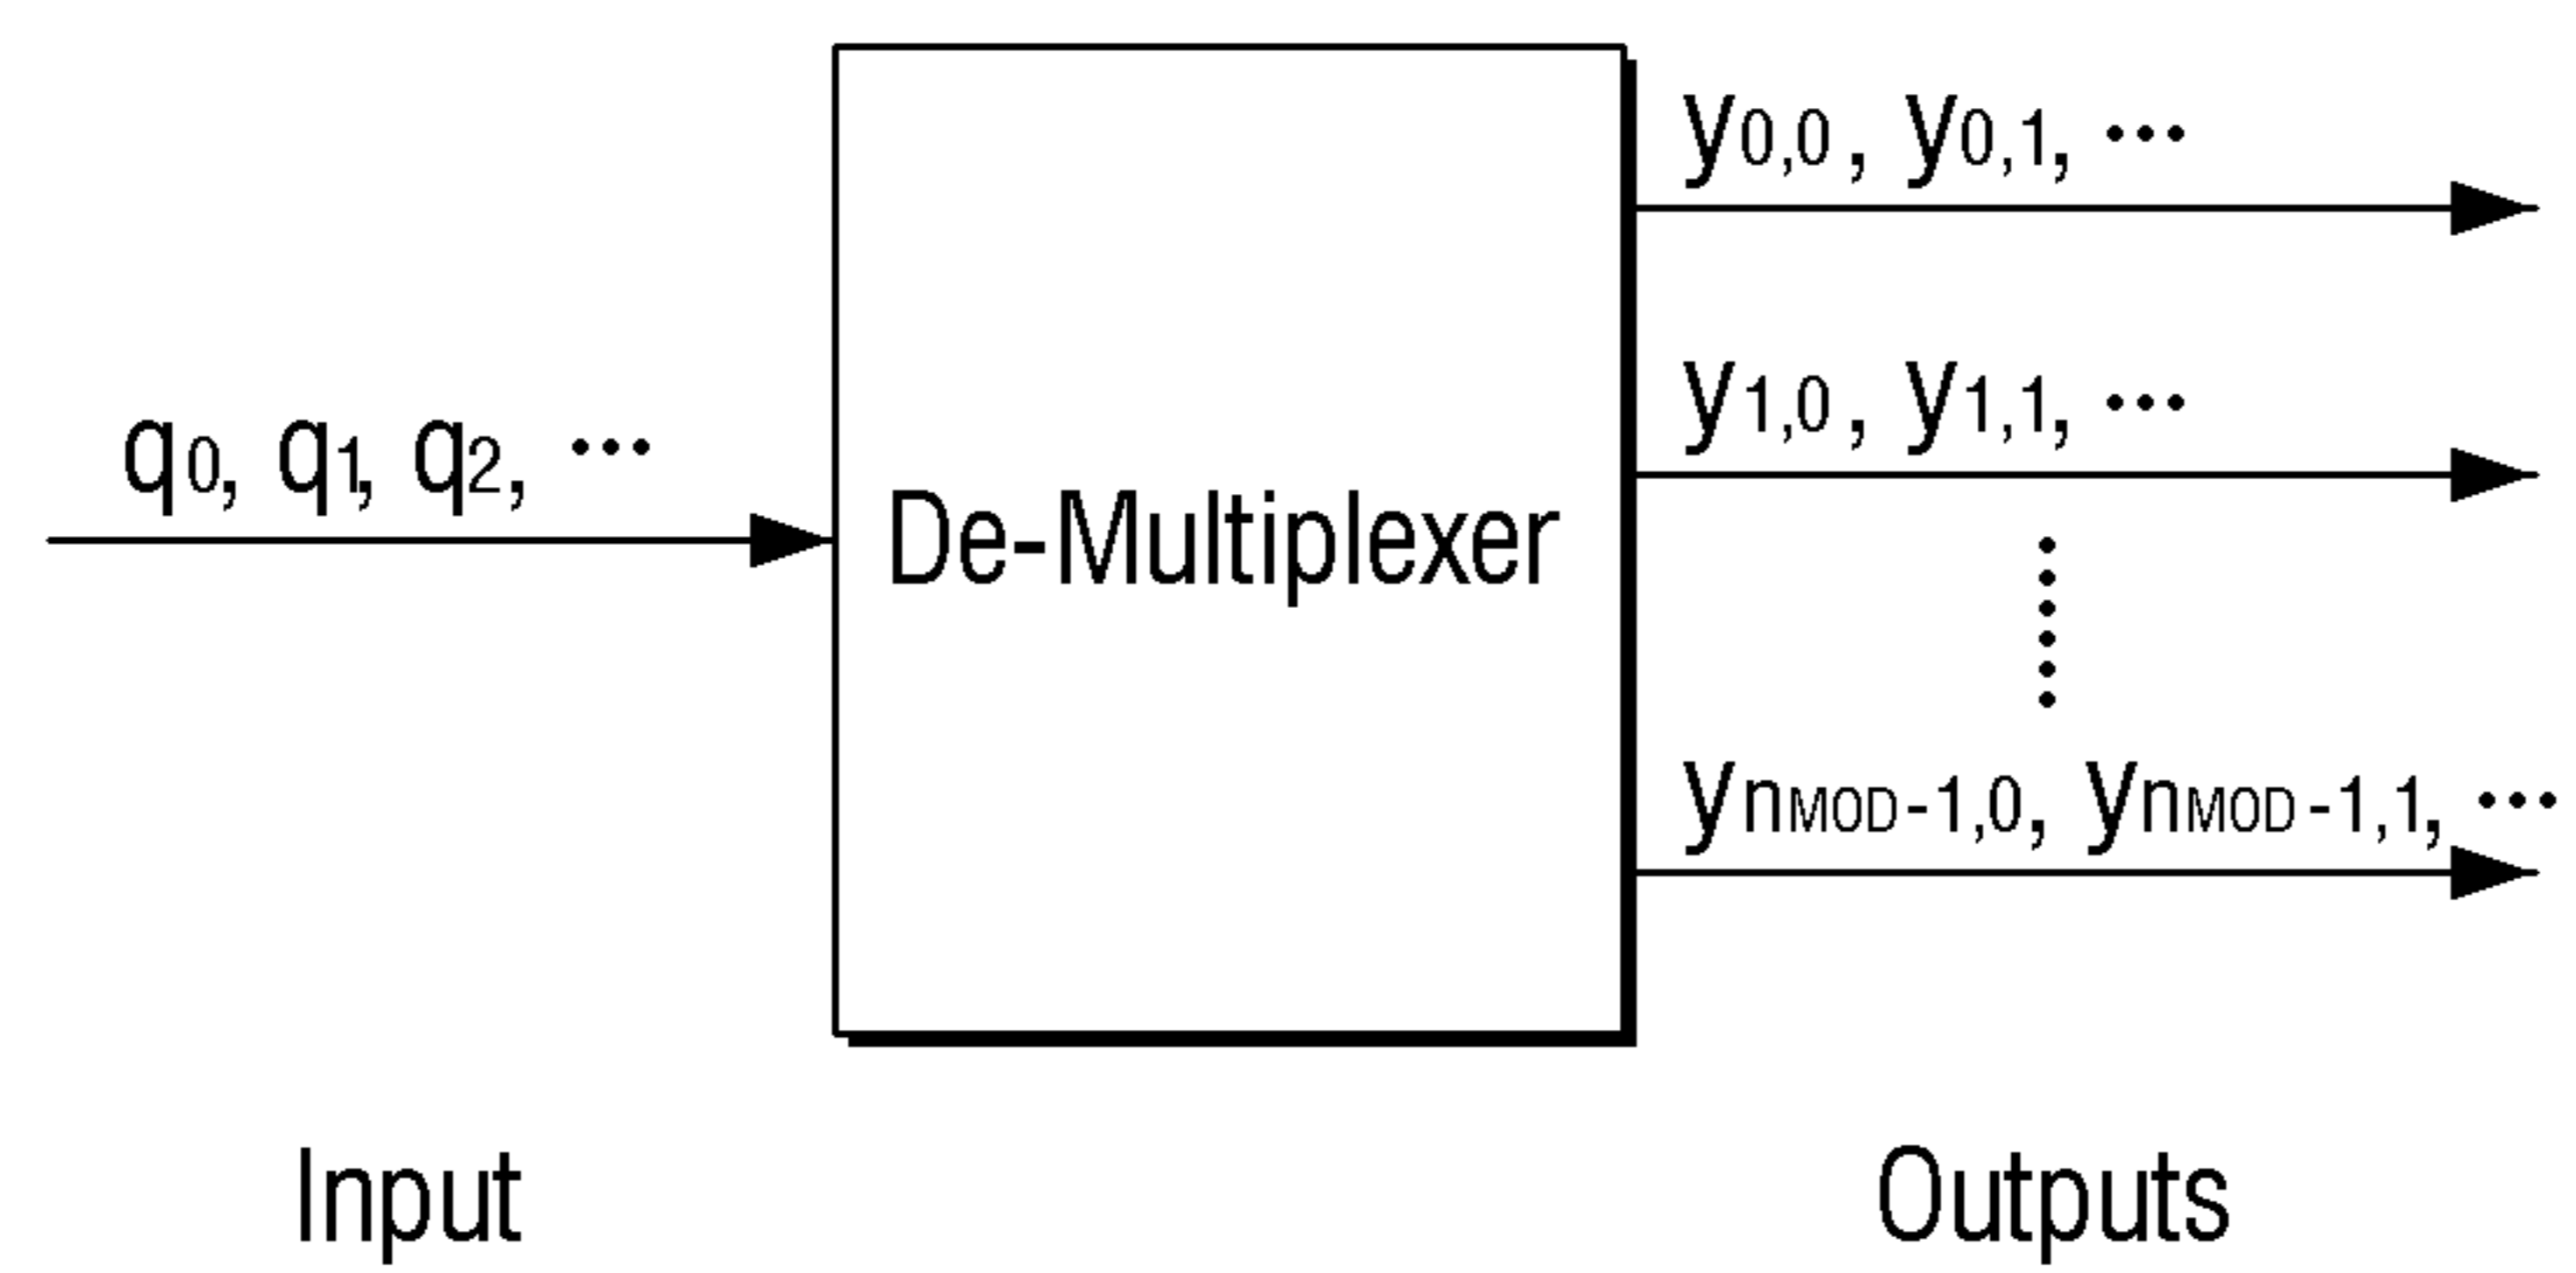 y0,0, y0,1, ···
y1,0, y1,1, ···
q0, q1, q2, ···
De-Multiplexer
ynMOD-1,0, ynMOD-1,1, ···
Input
Outputs